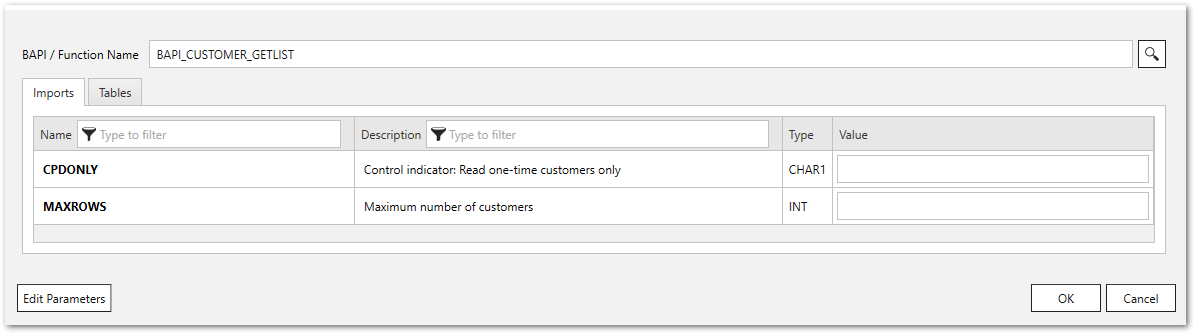 BAPI / Function Name BAPI_CUSTOMER_GETLIST
Imports Tables
Name Type to filter Description Type to filter Type Value
CPDONLY Control indicator: Read one-time customers only CHAR1
MAXROWS Maximum number of customers INT
Edit Parameters OK Cancel